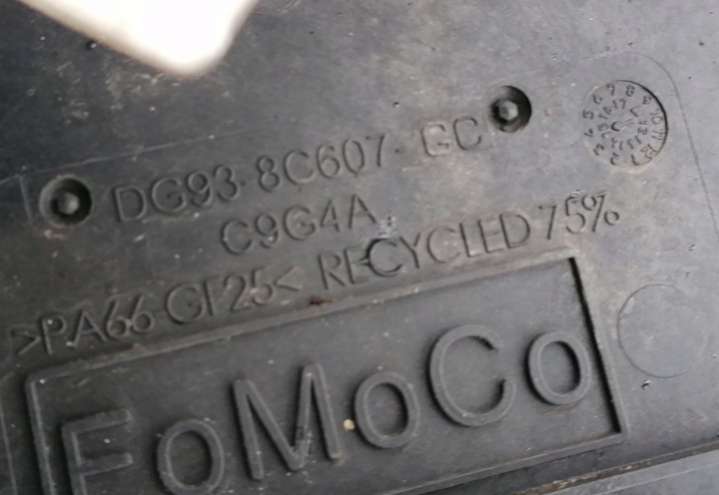 DG93-8C607-GC
C9G4A
>PA66 GF25< RECYCLED 75%
FoMoCo